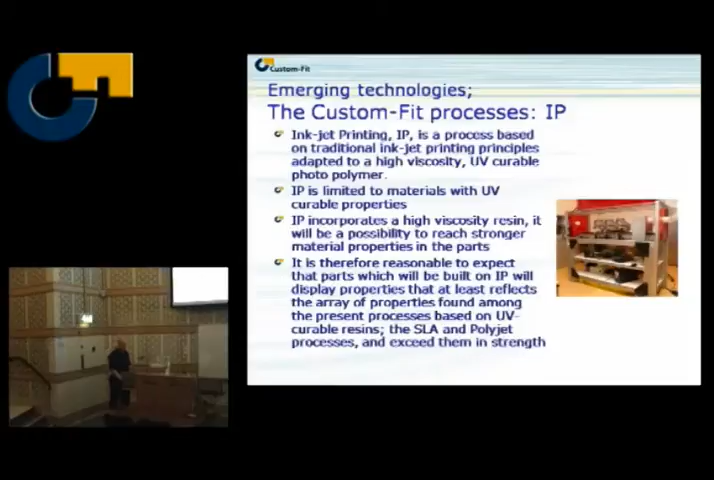 Custom-Fit
Emerging technologies;
The Custom-Fit processes: IP
Ink-jet Printing, IP, is a process based
on traditional ink-jet printing principles
adapted to a high viscosity, UV curable
photo polymer.
IP is limited to materials with UV
curable properties
IP incorporates a high viscosity resin, it
will be a possibility to reach stronger
material properties in the parts
It is therefore reasonable to expect
that parts which will be built on IP will
display properties that at least reflects
the array of properties found among
the present processes based on UV-
curable resins; the SLA and Polyjet
processes, and exceed them in strength